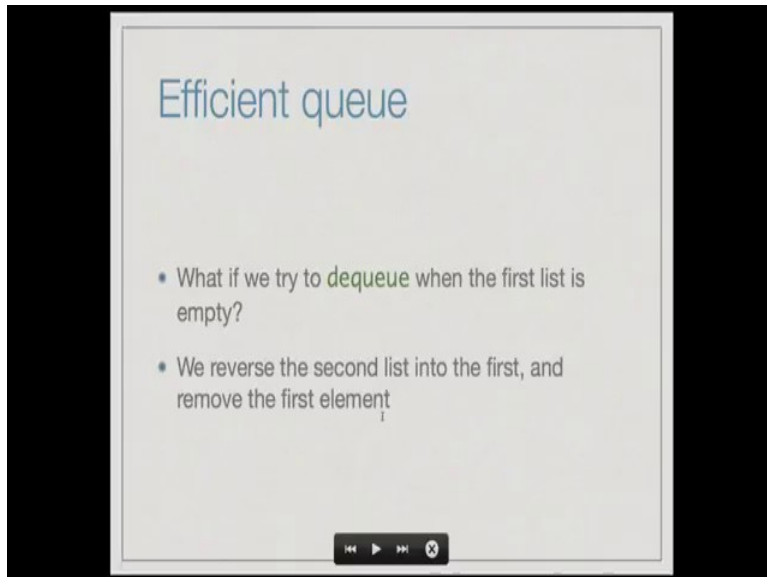 Efficient queue
• What if we try to dequeue when the first list is
empty?
• We reverse the second list into the first, and
remove the first element